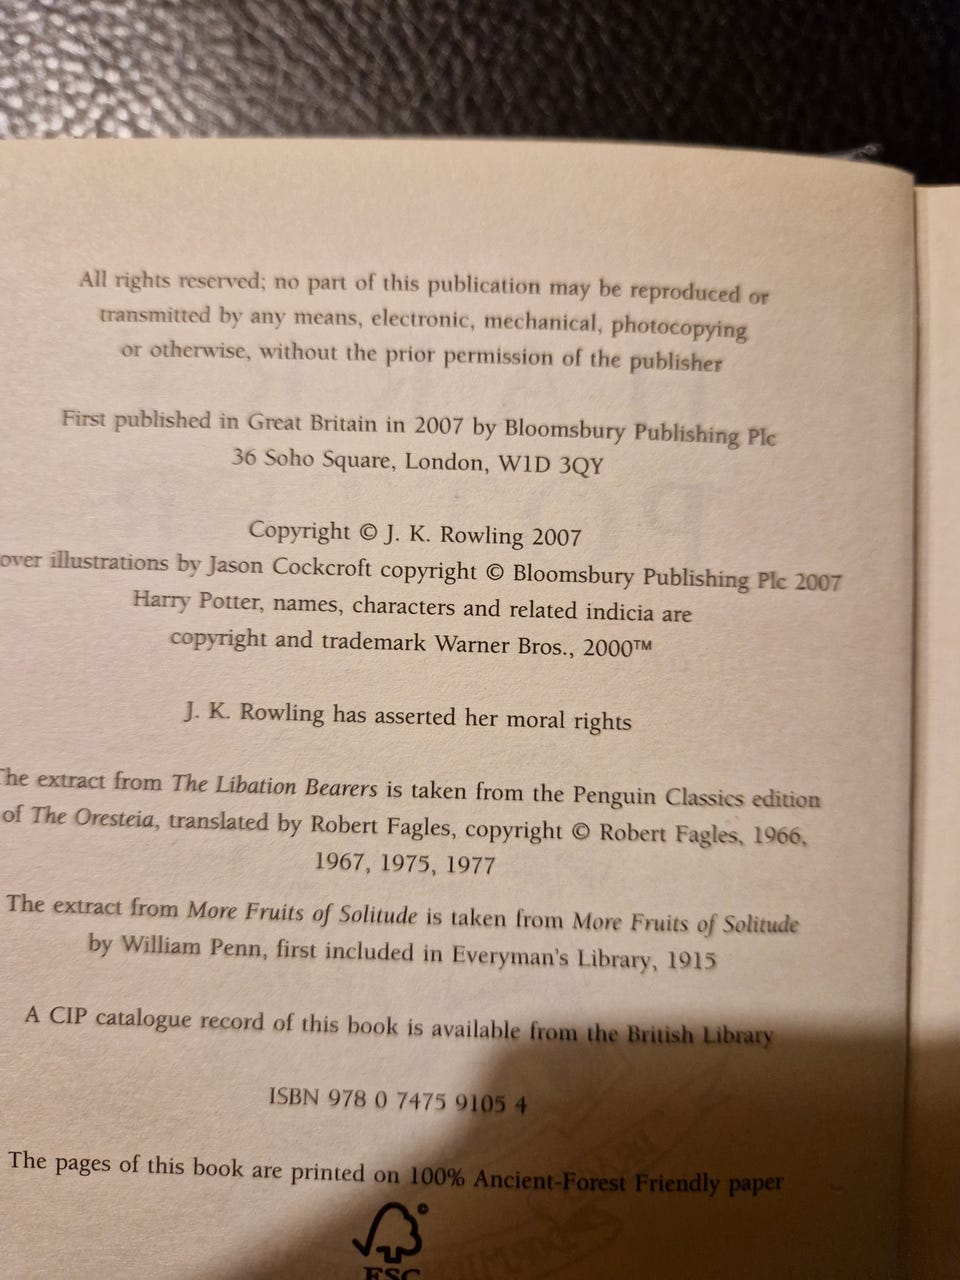 All rights reserved; no part of this publication may be reproduced or
transmitted by any means, electronic, mechanical, photocopying
or otherwise, without the prior permission of the publisher
First published in Great Britain in 2007 by Bloomsbury Publishing Plc
36 Soho Square, London, W1D 3QY
Copyright © J. K. Rowling 2007
over illustrations by Jason Cockcroft copyright © Bloomsbury Publishing Plc 2007
Harry Potter, names, characters and related indicia are
copyright and trademark Warner Bros., 2000™
J. K. Rowling has asserted her moral rights
The extract from The Libation Bearers is taken from the Penguin Classics edition
of The Oresteia, translated by Robert Fagles, copyright © Robert Fagles, 1966,
1967, 1975, 1977
The extract from More Fruits of Solitude is taken from More Fruits of Solitude
by William Penn, first included in Everyman's Library, 1915
A CIP catalogue record of this book is available from the British Library
ISBN 978 0 7475 9105 4
The pages of this book are printed on 100% Ancient-Forest Friendly paper
FSC